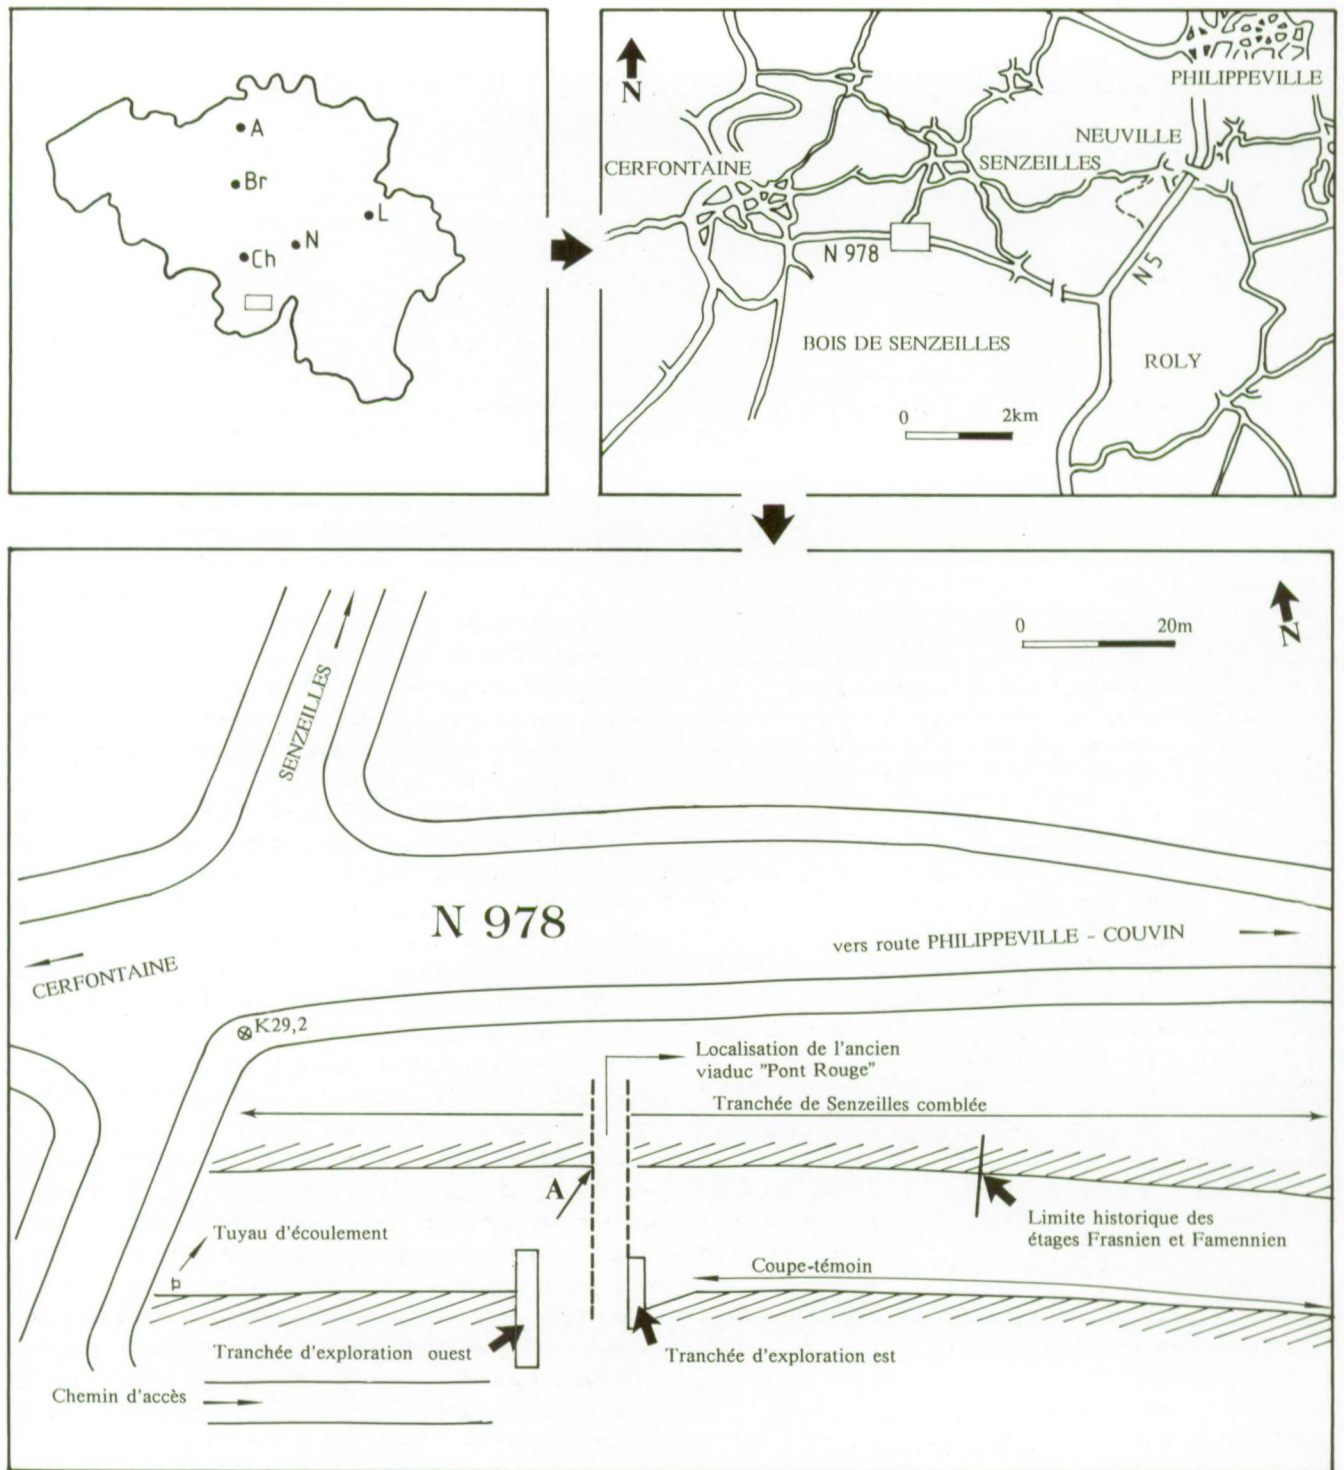 A
Br
L
N
Ch
N
PHILIPPEVILLE
NEUVILLE
SENZEILLES
CERFONTAINE
N 978
N 5
BOIS DE SENZEILLES
ROLY
0 2km
0 20m
N
SENZEILLES
N 978
vers route PHILIPPEVILLE - COUVIN
CERFONTAINE
K29,2
Localisation de l'ancien
viaduc "Pont Rouge"
Tranchée de Senzeilles comblée
A
Limite historique des
étages Frasnien et Famennien
Tuyau d'écoulement
Coupe-témoin
Tranchée d'exploration ouest
Tranchée d'exploration est
Chemin d'accès